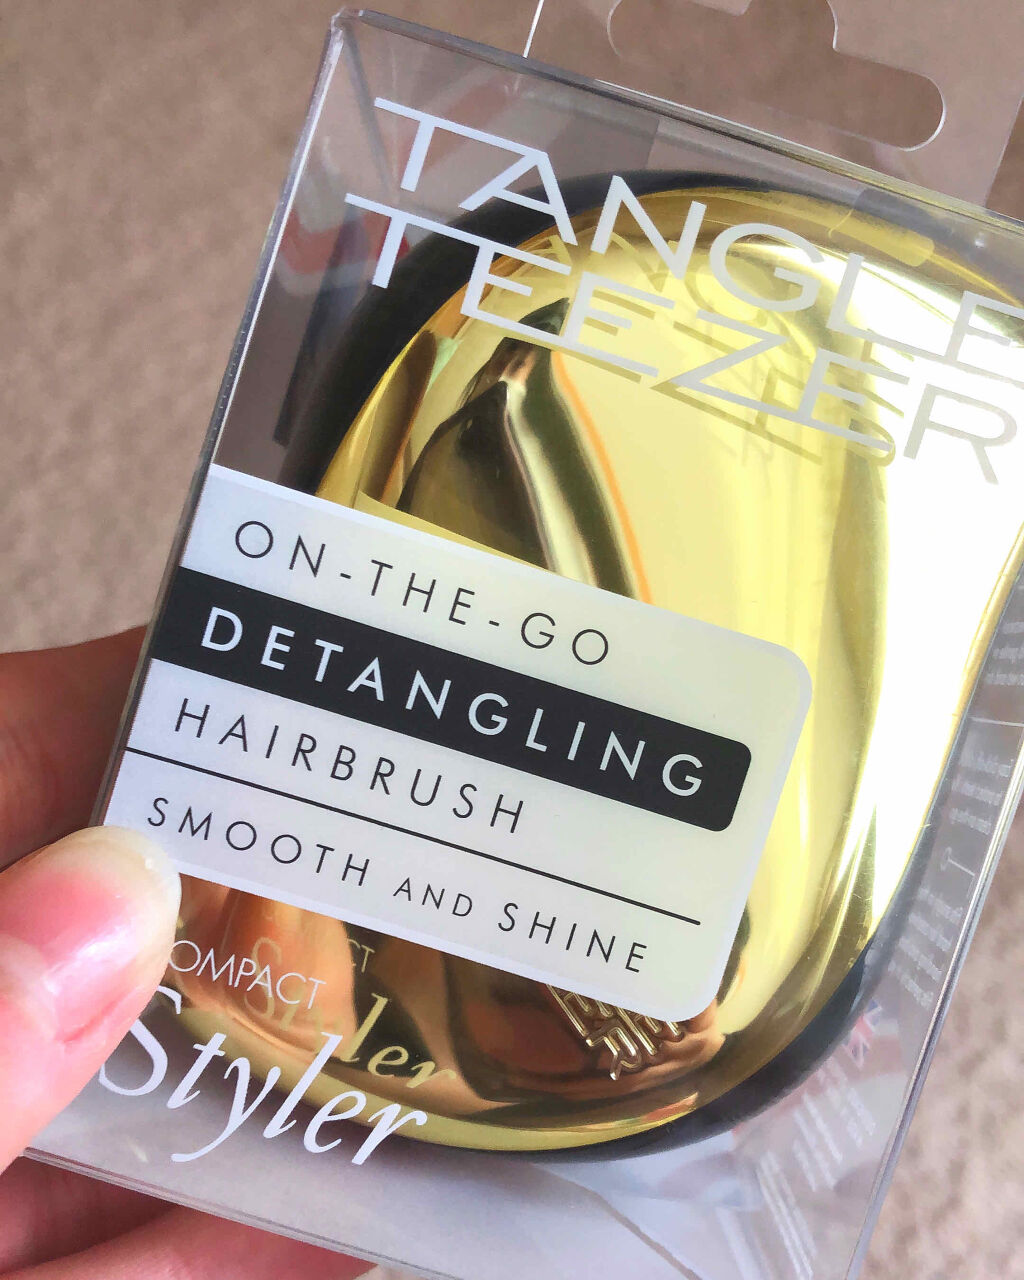 TANGLE
TEEZER
ON-THE-GO
DETANGLING
HAIRBRUSH
SMOOTH AND SHINE
COMPACT
Styler